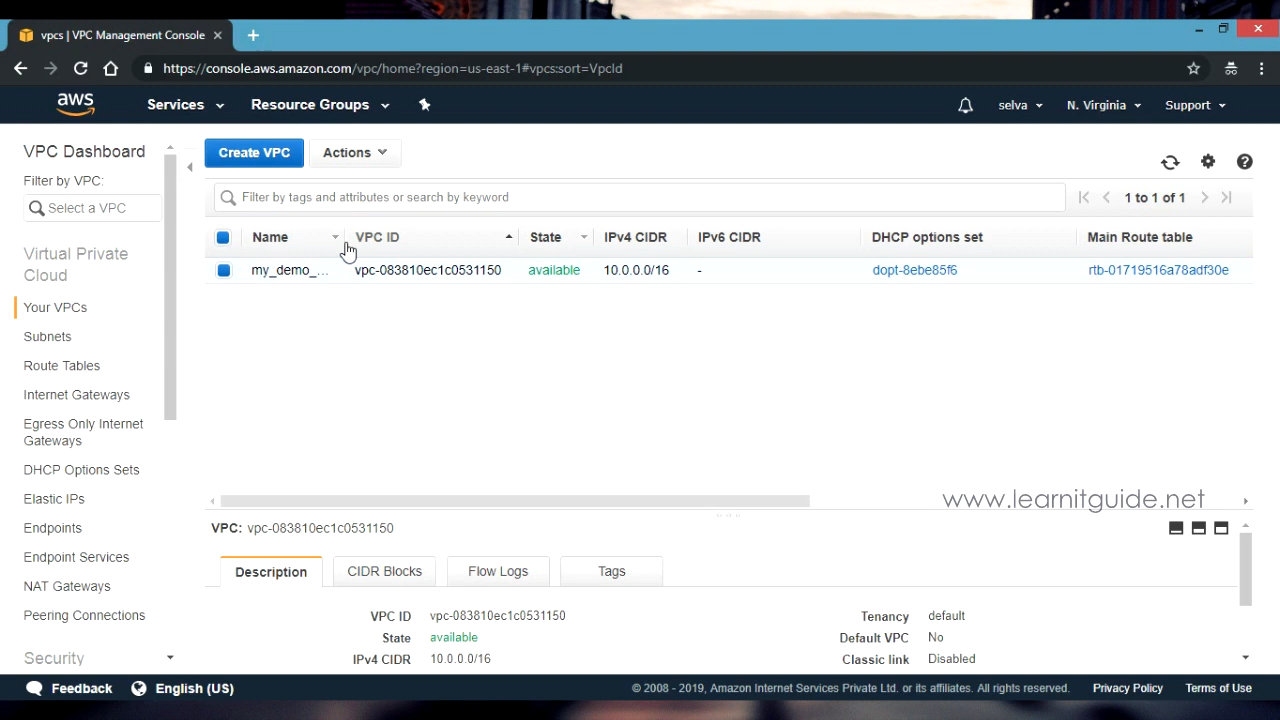 vpcs | VPC Management Console
https://console.aws.amazon.com/vpc/home?region=us-east-1#vpcs:sort=VpcId
aws Services Resource Groups selva N. Virginia Support
VPC Dashboard
Filter by VPC:
Select a VPC
Virtual Private
Cloud
Your VPCs
Subnets
Route Tables
Internet Gateways
Egress Only Internet
Gateways
DHCP Options Sets
Elastic IPs
Endpoints
Endpoint Services
NAT Gateways
Peering Connections
Security
Create VPC Actions
Filter by tags and attributes or search by keyword
1 to 1 of 1
Name VPC ID State IPv4 CIDR IPv6 CIDR DHCP options set Main Route table
my_demo_... vpc-083810ec1c0531150 available 10.0.0.0/16 - dopt-8ebe85f6 rtb-01719516a78adf30e
www.learnitguide.net
VPC: vpc-083810ec1c0531150
Description CIDR Blocks Flow Logs Tags
VPC ID vpc-083810ec1c0531150 Tenancy default
State available Default VPC No
IPv4 CIDR 10.0.0.0/16 Classic link Disabled
Feedback English (US) © 2008 - 2019, Amazon Internet Services Private Ltd. or its affiliates. All rights reserved. Privacy Policy Terms of Use